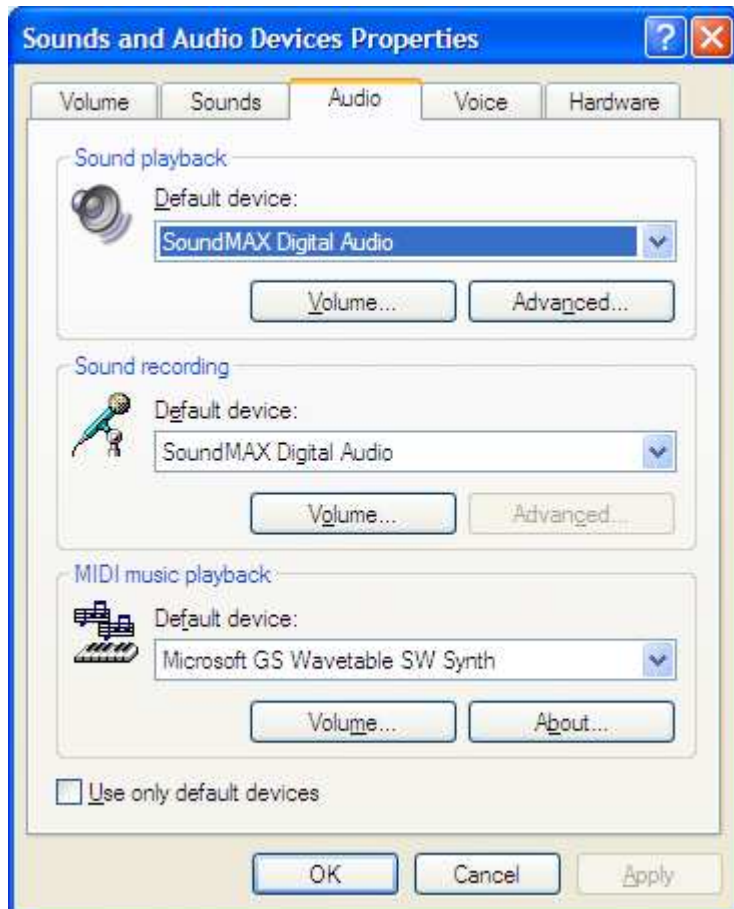 Sounds and Audio Devices Properties
Volume Sounds Audio Voice Hardware
Sound playback
Default device:
SoundMAX Digital Audio
Volume... Advanced...
Sound recording
Default device:
SoundMAX Digital Audio
Volume... Advanced...
MIDI music playback
Default device:
Microsoft GS Wavetable SW Synth
Volume... About...
Use only default devices
OK Cancel Apply